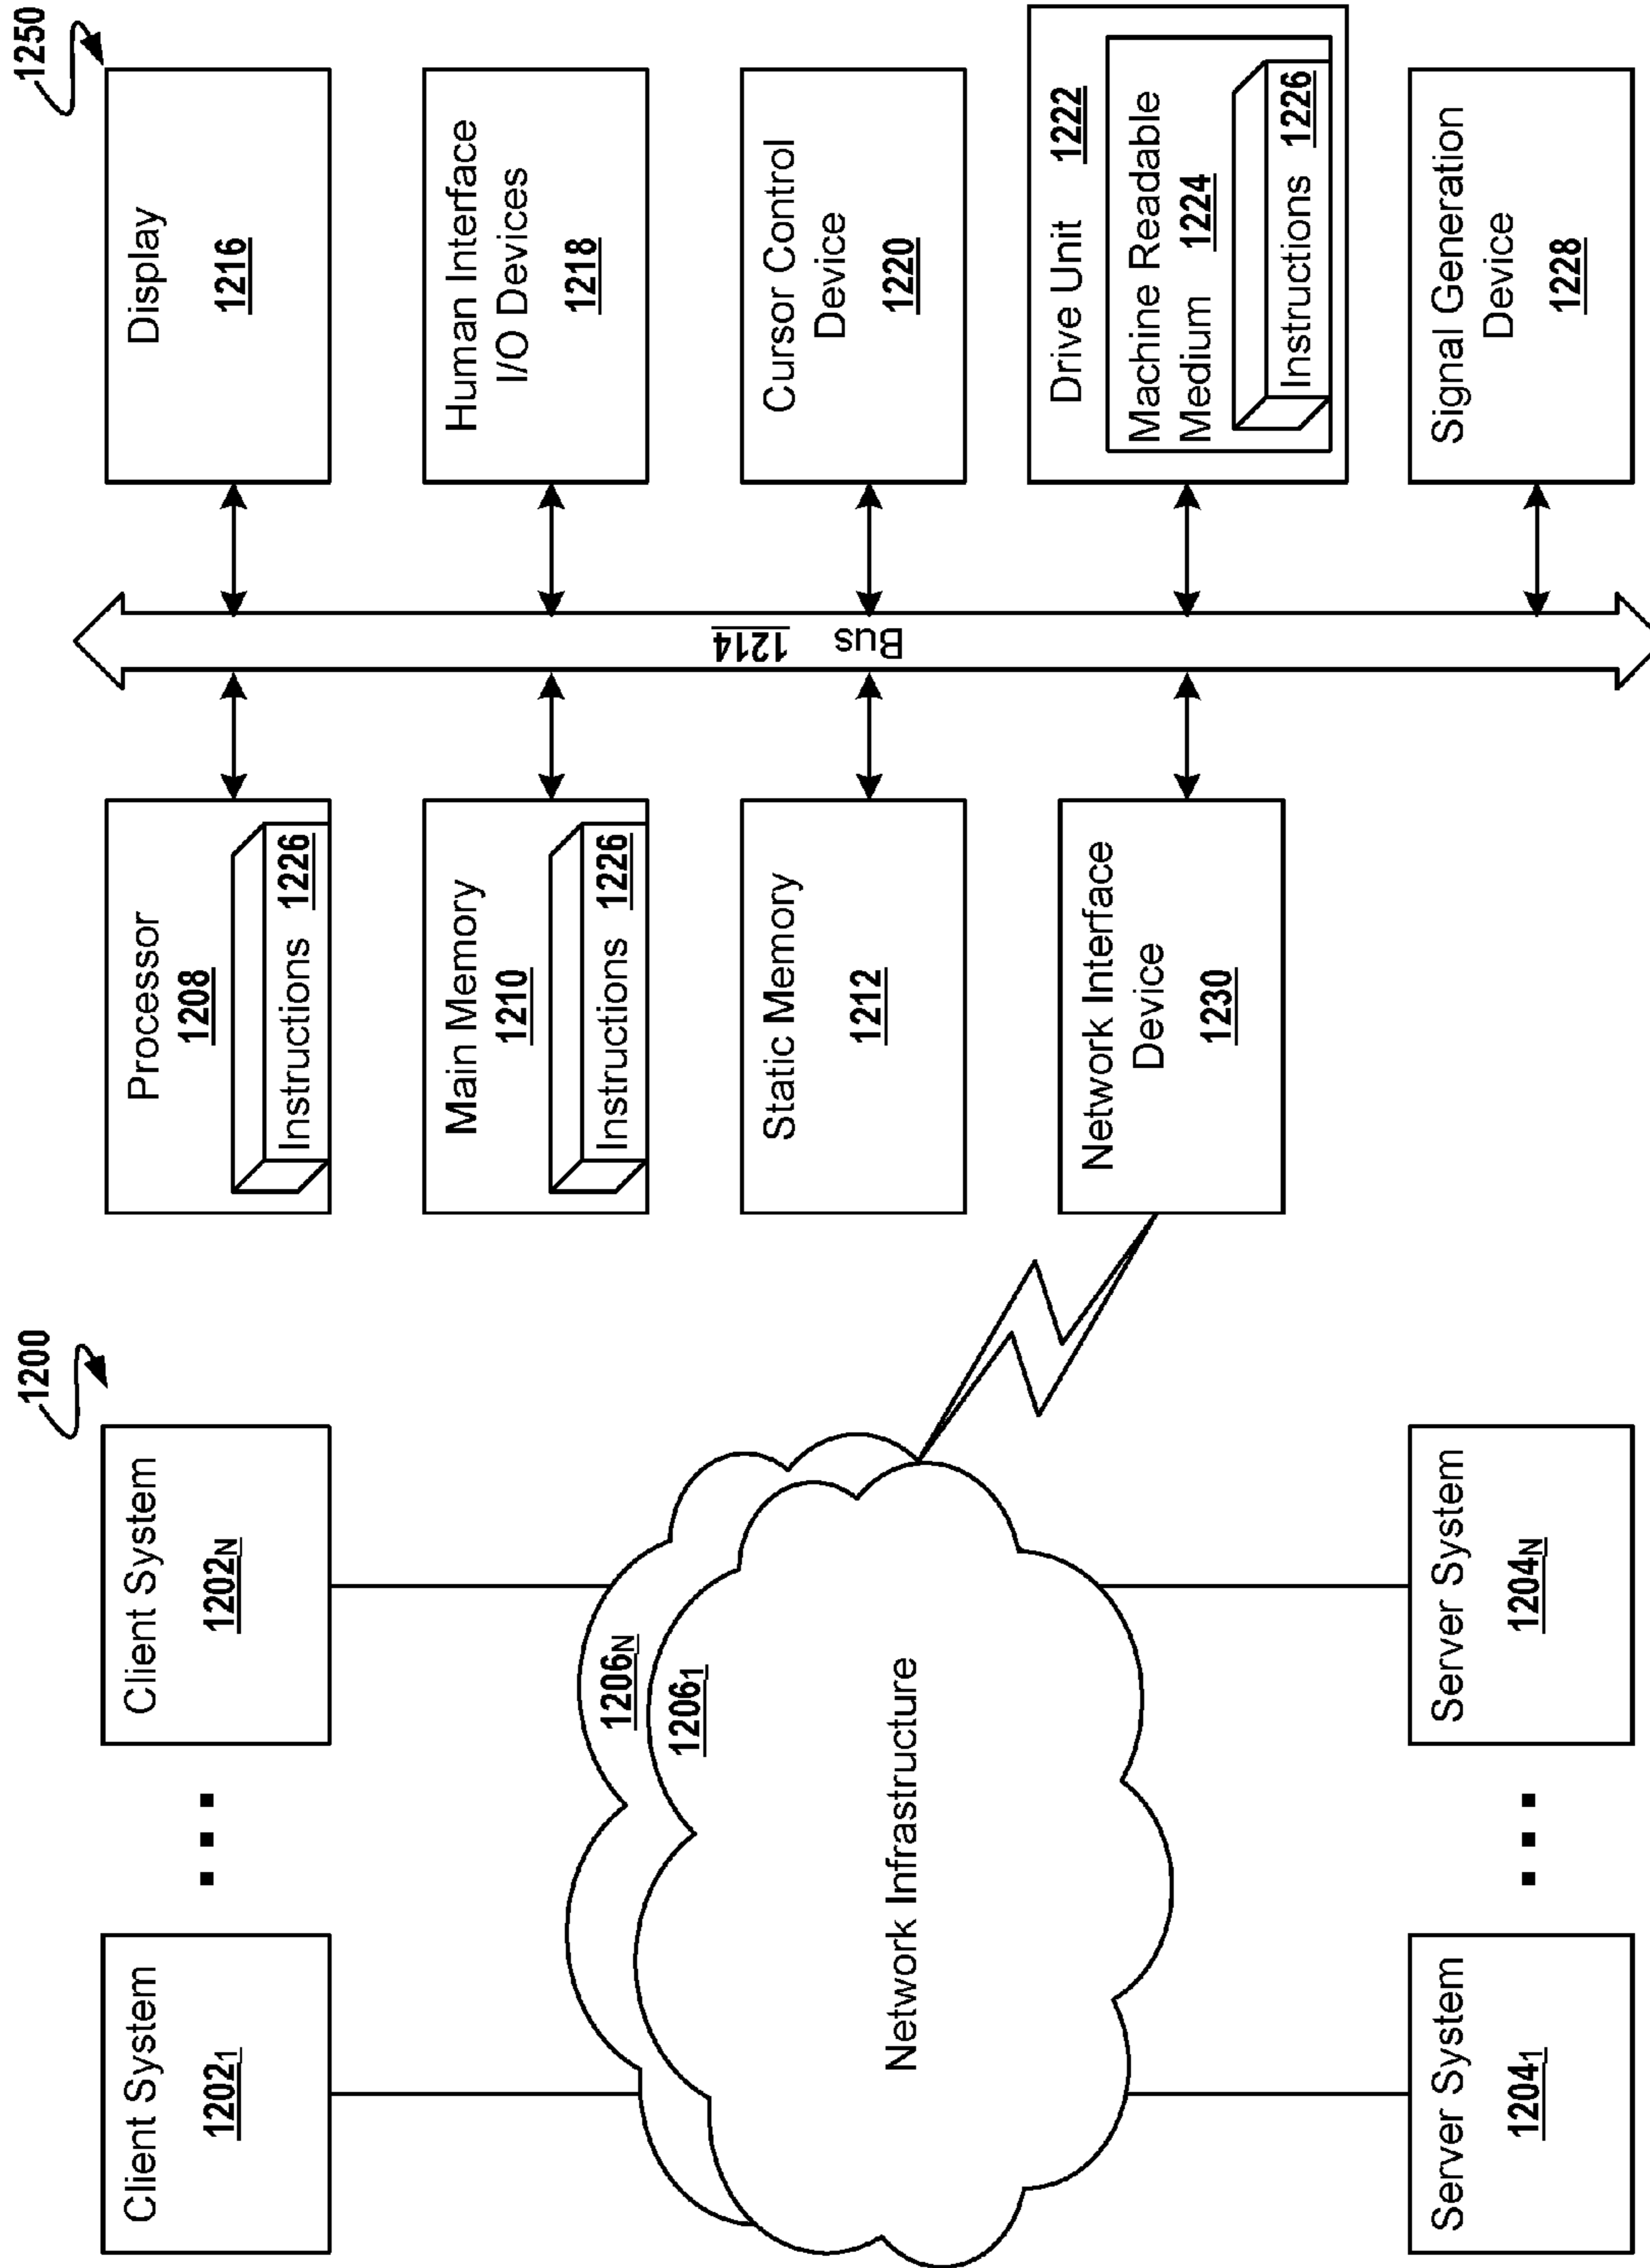 1200
Client System
1202₁
Client System
1202N
1206N
1206₁
Network Infrastructure
Server System
1204₁
Server System
1204N
1250
Processor
1208
Instructions 1226
Main Memory
1210
Instructions 1226
Static Memory
1212
Network Interface
Device
1230
Bus 1214
Display
1216
Human Interface
I/O Devices
1218
Cursor Control
Device
1220
Drive Unit 1222
Machine Readable
Medium 1224
Instructions 1226
Signal Generation
Device
1228